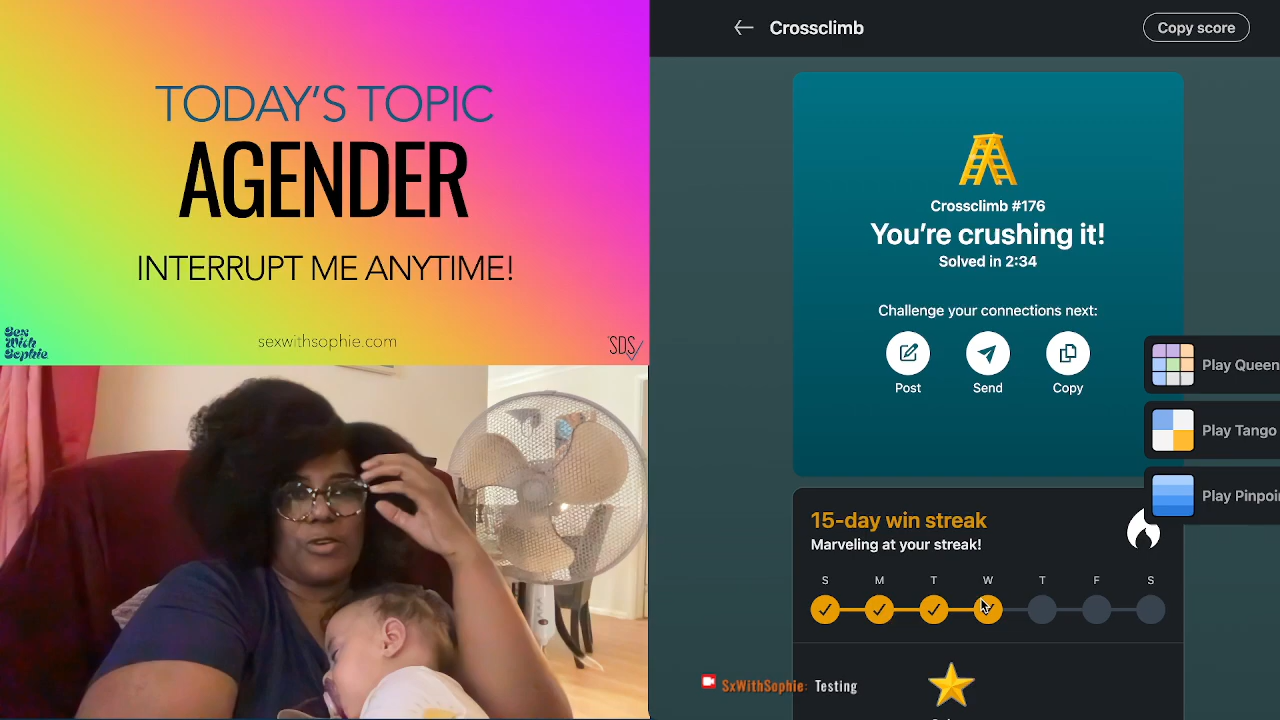 TODAY'S TOPIC
AGENDER
INTERRUPT ME ANYTIME!
Sex
With
Sophie
sexwithsophie.com
SDS
Crossclimb
Copy score
Crossclimb #176
You're crushing it!
Solved in 2:34
Challenge your connections next:
Post
Send
Copy
Play Queen
Play Tango
Play Pinpoi
15-day win streak
Marveling at your streak!
S M T W T F S
SxWithSophie: Testing